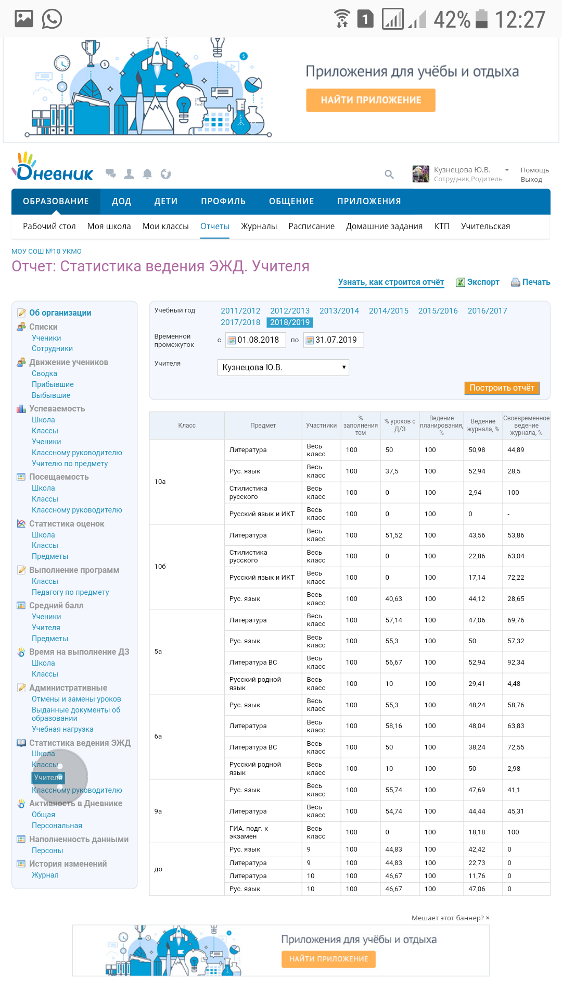 1 42% 12:27
Приложения для учёбы и отдыха
НАЙТИ ПРИЛОЖЕНИЕ
Дневник
Кузнецова Ю.В.
Сотрудник,Родитель
Помощь
Выход
ОБРАЗОВАНИЕ ДОД ДЕТИ ПРОФИЛЬ ОБЩЕНИЕ ПРИЛОЖЕНИЯ
Рабочий стол Моя школа Мои классы Отчеты Журналы Расписание Домашние задания КТП Учительская
МОУ СОШ №10 УКМО
Отчет: Статистика ведения ЭЖД. Учителя
Узнать, как строится отчёт Экспорт Печать
Об организации
Списки
Ученики
Сотрудники
Движение учеников
Сводка
Прибывшие
Выбывшие
Успеваемость
Школа
Классы
Ученики
Классному руководителю
Учителю по предмету
Посещаемость
Школа
Классы
Классному руководителю
Статистика оценок
Школа
Классы
Предметы
Выполнение программ
Классы
Педагогу по предмету
Средний балл
Ученики
Учителя
Предметы
Время на выполнение ДЗ
Школа
Классы
Административные
Отмены и замены уроков
Выданные документы об
образовании
Учебная нагрузка
Статистика ведения ЭЖД
Школа
Классы
Учителя
Классному руководителю
Активность в Дневнике
Общая
Персональная
Наполненность данными
Персоны
История изменений
Журнал
Учебный год 2011/2012 2012/2013 2013/2014 2014/2015 2015/2016 2016/2017
2017/2018 2018/2019
Временной
промежуток
с 01.08.2018 по 31.07.2019
Учителя Кузнецова Ю.В.
Построить отчёт
Класс Предмет Участники % заполнения тем % уроков с Д/З Ведение планирования, % Ведение журнала, % Своевременное ведение журнала, %
10а
Литература Весь класс 100 50 100 50,98 44,89
Рус. язык Весь класс 100 37,5 100 52,94 28,5
Стилистика русского Весь класс 100 0 100 2,94 100
Русский язык и ИКТ Весь класс 100 0 100 0 -
10б
Литература Весь класс 100 51,52 100 43,56 53,86
Стилистика русского Весь класс 100 0 100 22,86 63,04
Русский язык и ИКТ Весь класс 100 0 100 17,14 72,22
Рус. язык Весь класс 100 40,63 100 44,12 28,65
5а
Литература Весь класс 100 57,14 100 47,06 69,76
Рус. язык Весь класс 100 55,3 100 50 57,32
Литература ВС Весь класс 100 56,67 100 52,94 92,34
Русский родной язык Весь класс 100 10 100 29,41 4,48
6а
Рус. язык Весь класс 100 55,3 100 48,24 58,76
Литература Весь класс 100 58,16 100 48,04 63,83
Литература ВС Весь класс 100 50 100 38,24 72,55
Русский родной язык Весь класс 100 10 100 50 2,98
9а
Рус. язык Весь класс 100 55,74 100 47,69 41,1
Литература Весь класс 100 54,74 100 44,44 45,31
ГИА. подг. к экзамен Весь класс 100 0 100 18,18 100
до
Рус. язык 9 100 44,83 100 42,42 0
Литература 9 100 44,83 100 22,73 0
Литература 10 100 46,67 100 11,76 0
Рус. язык 10 100 46,67 100 47,06 0
Мешает этот баннер? ×
Приложения для учёбы и отдыха
НАЙТИ ПРИЛОЖЕНИЕ